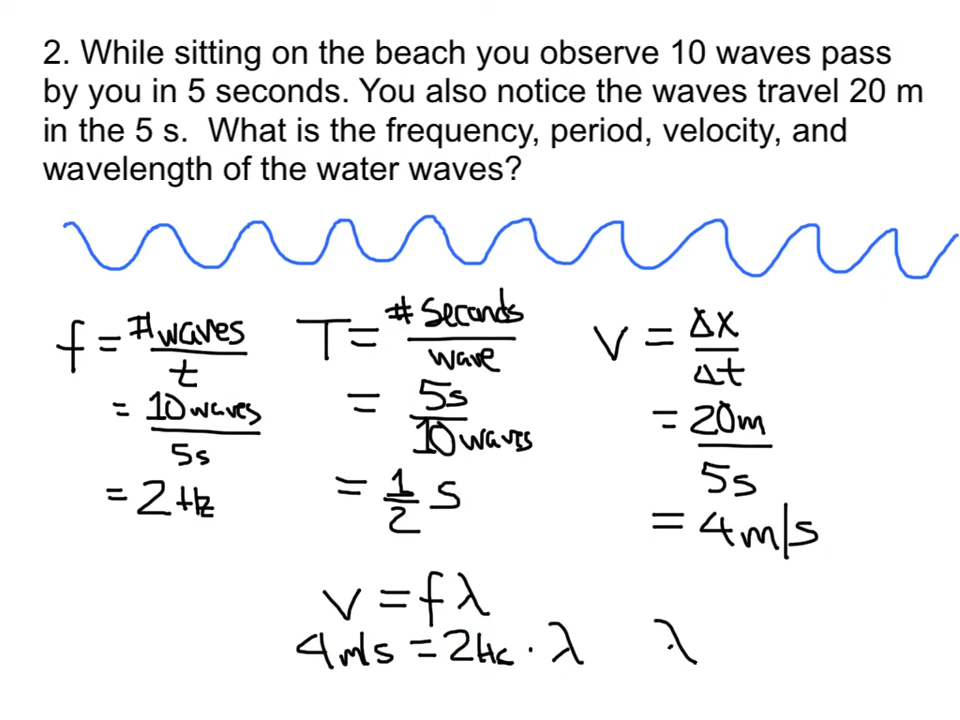 2. While sitting on the beach you observe 10 waves pass
by you in 5 seconds. You also notice the waves travel 20 m
in the 5 s. What is the frequency, period, velocity, and
wavelength of the water waves?
f = #waves / t
= 10 waves / 5s
= 2 Hz
T = # seconds / wave
= 5s / 10 waves
= 1/2 s
v = Δx / Δt
= 20m / 5s
= 4 m/s
v = fλ
4m/s = 2Hz · λ λ